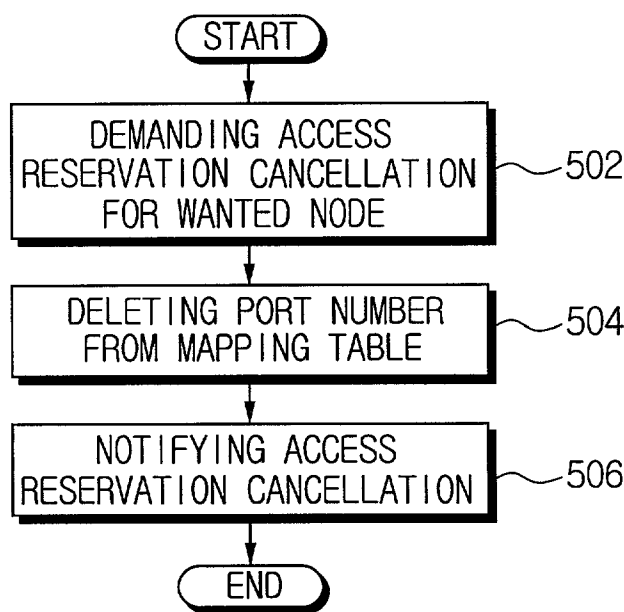 START
DEMANDING ACCESS
RESERVATION CANCELLATION
FOR WANTED NODE
502
DELETING PORT NUMBER
FROM MAPPING TABLE
504
NOTIFYING ACCESS
RESERVATION CANCELLATION
506
END